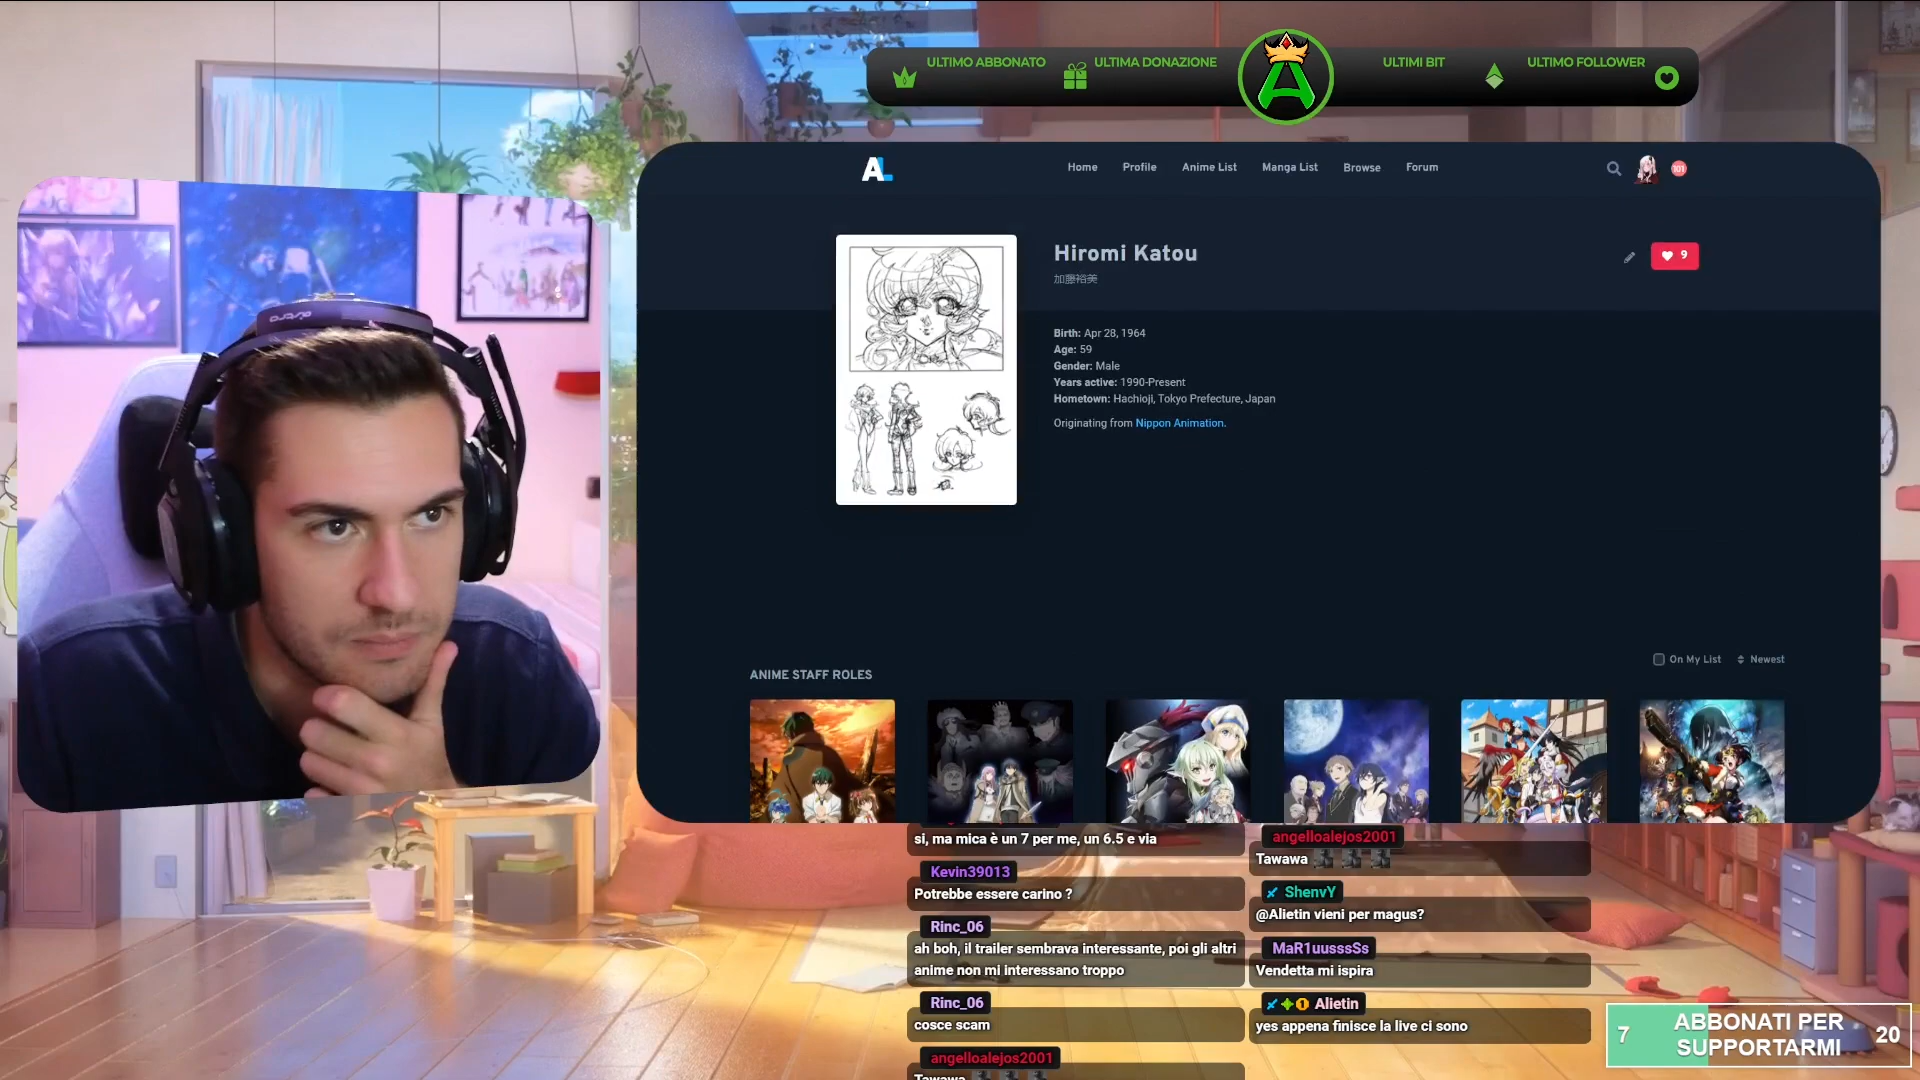 ULTIMO ABBONATO
ULTIMA DONAZIONE
ULTIMI BIT
ULTIMO FOLLOWER
Home
Profile
Anime List
Manga List
Browse
Forum
Hiromi Katou
加藤裕美
9
Birth: Apr 28, 1964
Age: 59
Gender: Male
Years active: 1990-Present
Hometown: Hachioji, Tokyo Prefecture, Japan
Originating from Nippon Animation.
ANIME STAFF ROLES
On My List
Newest
astro
si, ma mica è un 7 per me, un 6.5 e via
Kevin39013
Potrebbe essere carino ?
Rinc_06
ah boh, il trailer sembrava interessante, poi gli altri
anime non mi interessano troppo
Rinc_06
cosce scam
angelloalejos2001
Tawawa
angelloalejos2001
Tawawa
ShenvY
@Alietin vieni per magus?
MaR1uusssSs
Vendetta mi ispira
Alietin
yes appena finisce la live ci sono
7
ABBONATI PER
SUPPORTARMI
20